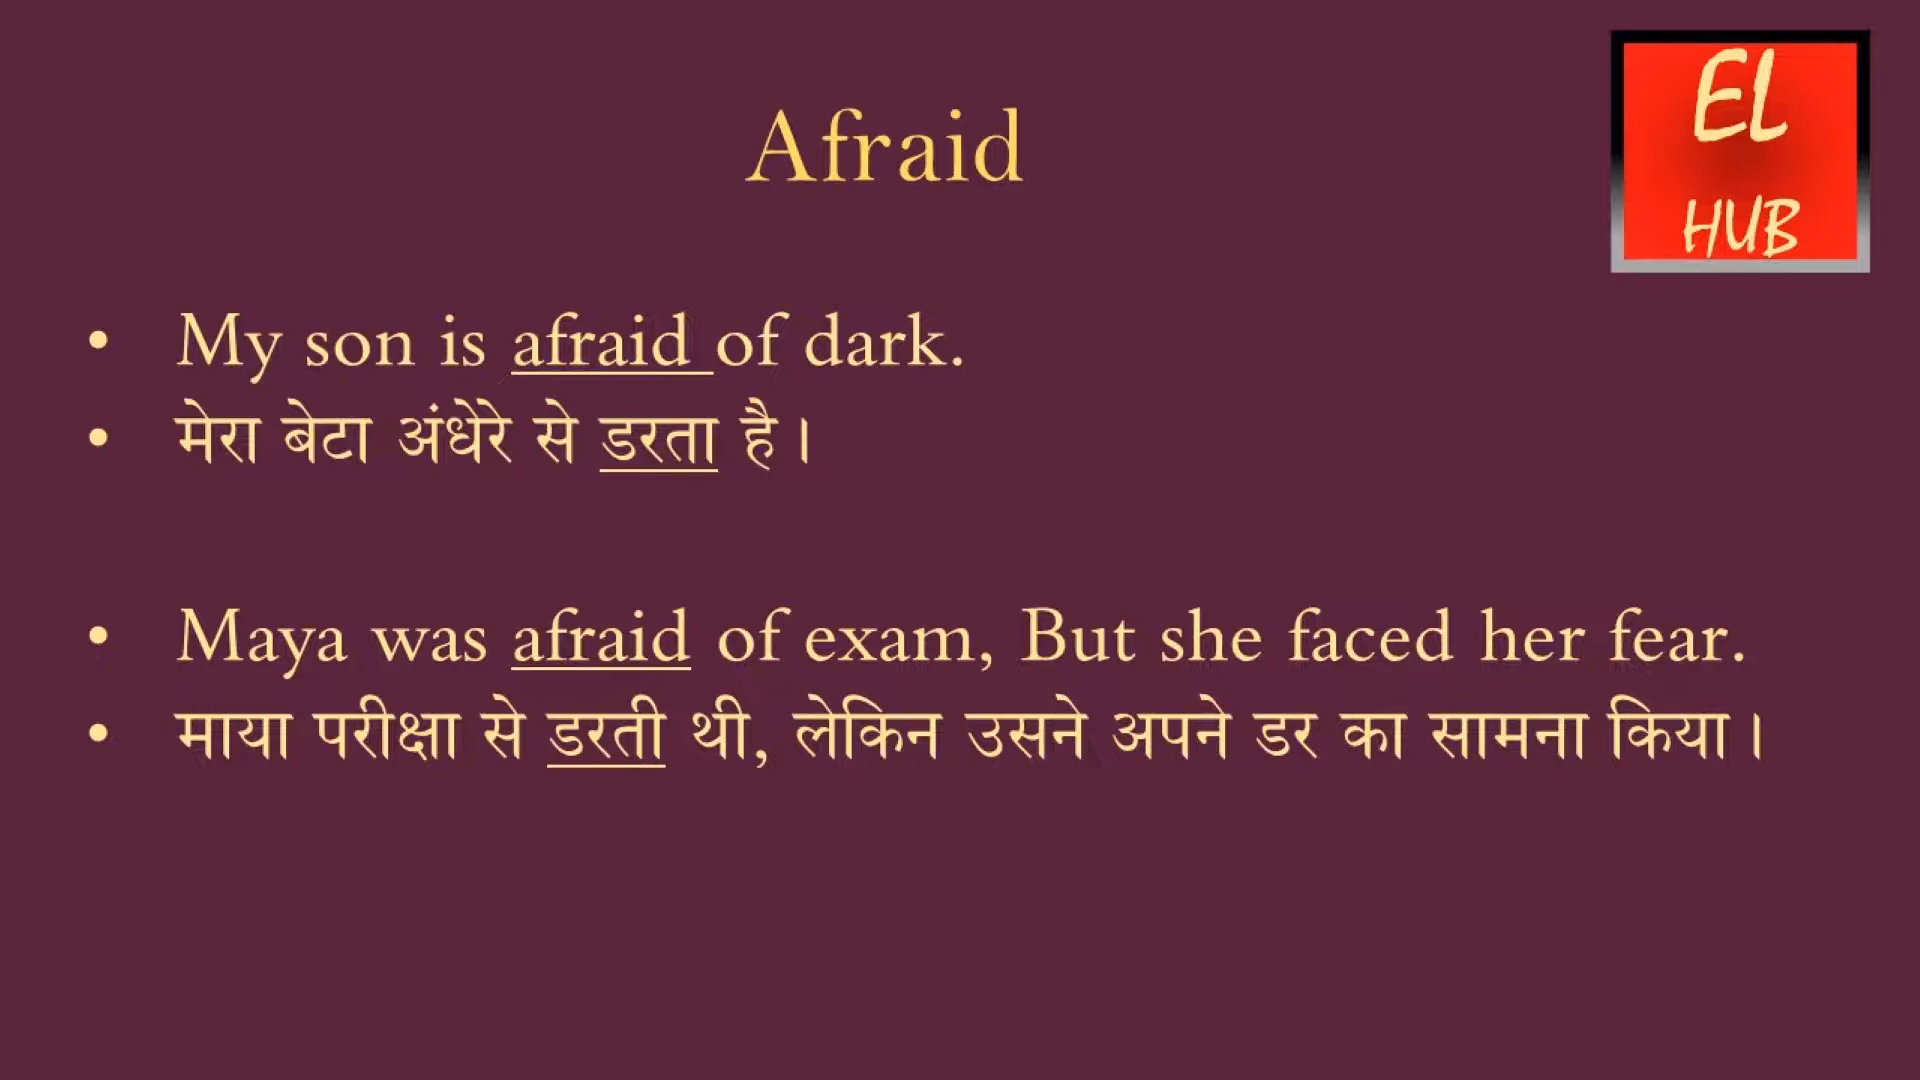 EL
HUB
Afraid
• My son is afraid of dark.
• मेरा बेटा अंधेरे से डरता है।
• Maya was afraid of exam, But she faced her fear.
• माया परीक्षा से डरती थी, लेकिन उसने अपने डर का सामना किया।